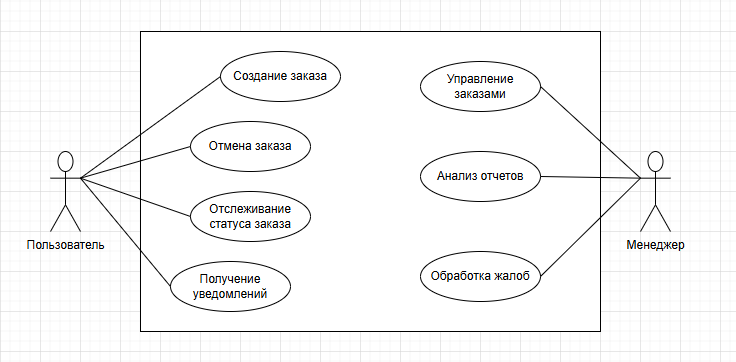 Создание заказа
Отмена заказа
Отслеживание
статуса заказа
Получение
уведомлений
Пользователь
Управление
заказами
Анализ отчетов
Обработка жалоб
Менеджер